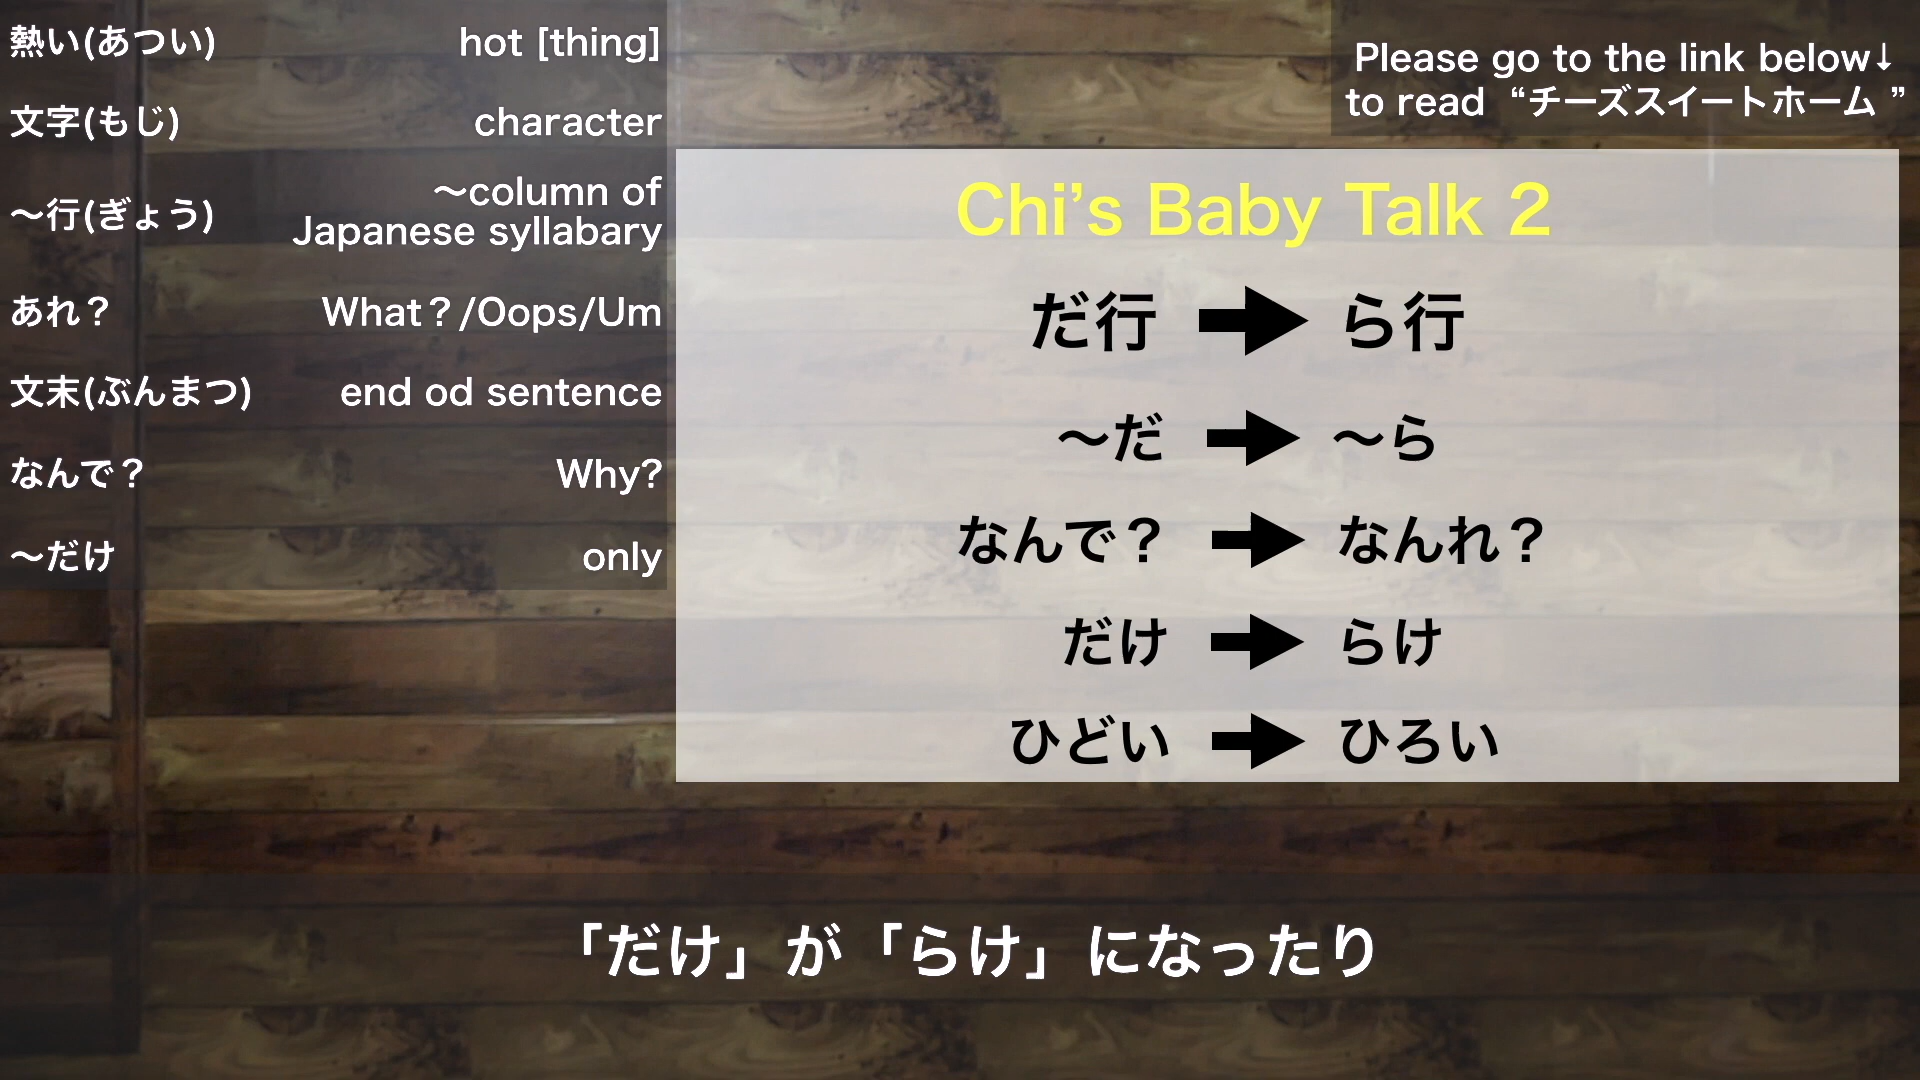 熱い(あつい) hot [thing]
文字(もじ) character
～行(ぎょう) ～column of
Japanese syllabary
あれ？ What？/Oops/Um
文末(ぶんまつ) end od sentence
なんで？ Why?
～だけ only
Please go to the link below↓
to read “チーズスイートホーム ”
Chi’s Baby Talk 2
だ行 → ら行
～だ → ～ら
なんで？ → なんれ？
だけ → らけ
ひどい → ひろい
「だけ」が「らけ」になったり